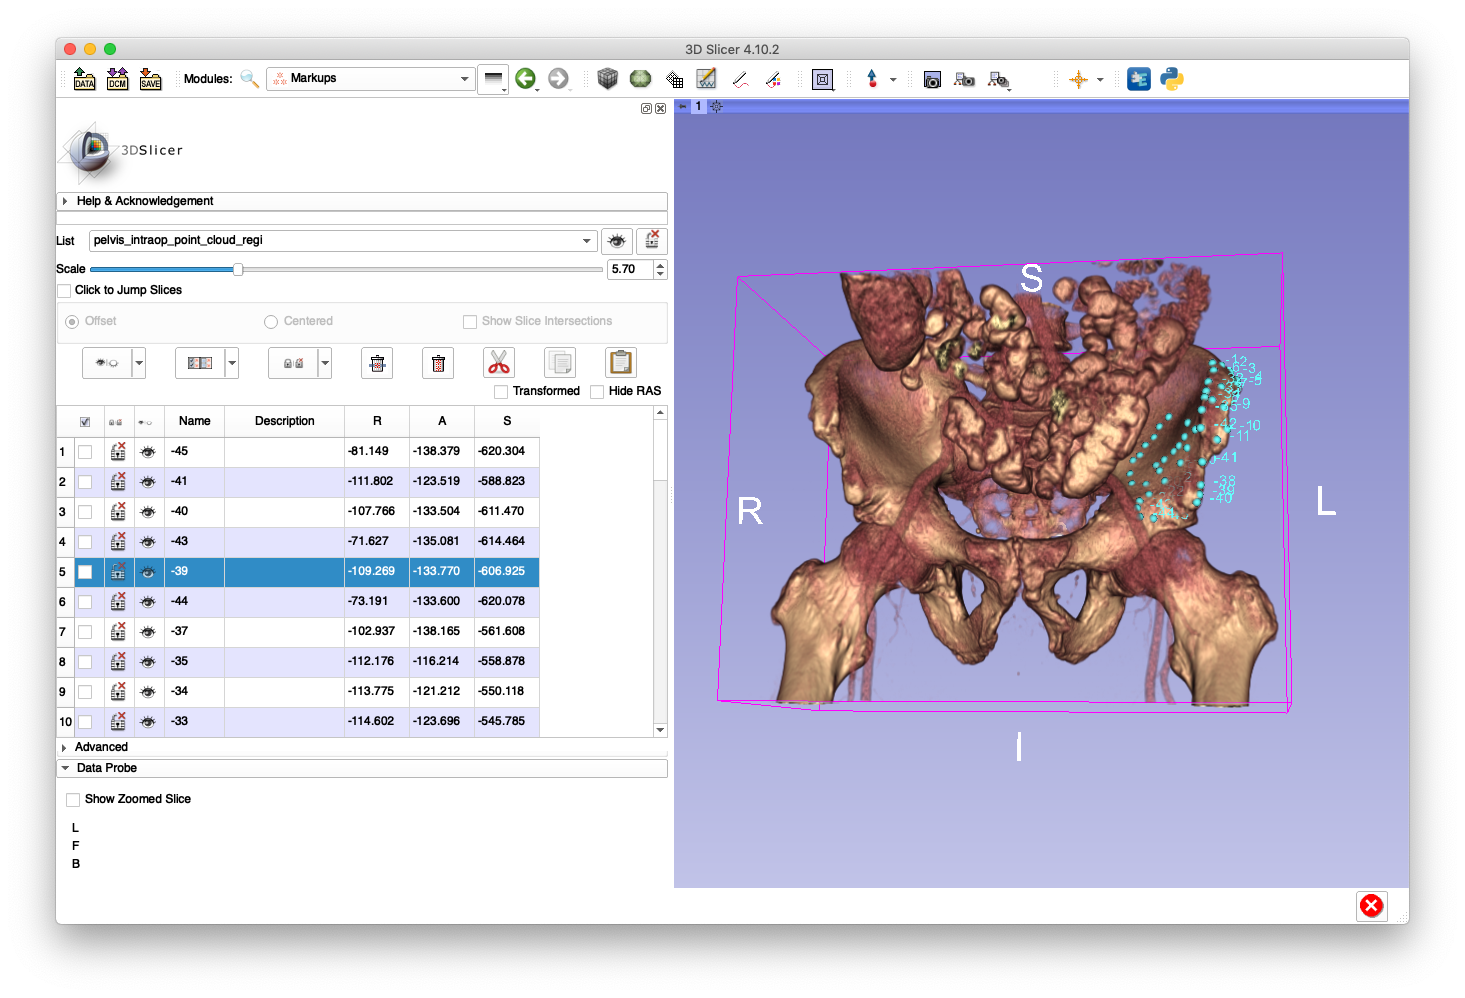 3D Slicer 4.10.2
DATA DCM SAVE Modules: Markups
1
3DSlicer
Help & Acknowledgement
List pelvis_intraop_point_cloud_regi
Scale 5.70
Click to Jump Slices
Offset Centered Show Slice Intersections
Transformed Hide RAS
Name Description R A S
1 -45 -81.149 -138.379 -620.304
2 -41 -111.802 -123.519 -588.823
3 -40 -107.766 -133.504 -611.470
4 -43 -71.627 -135.081 -614.464
5 -39 -109.269 -133.770 -606.925
6 -44 -73.191 -133.600 -620.078
7 -37 -102.937 -138.165 -561.608
8 -35 -112.176 -116.214 -558.878
9 -34 -113.775 -121.212 -550.118
10 -33 -114.602 -123.696 -545.785
Advanced
Data Probe
Show Zoomed Slice
L
F
B
S
R
L
I
-12
-6 -3
-9
-42 -10
-11
-41
-38
-39
-40